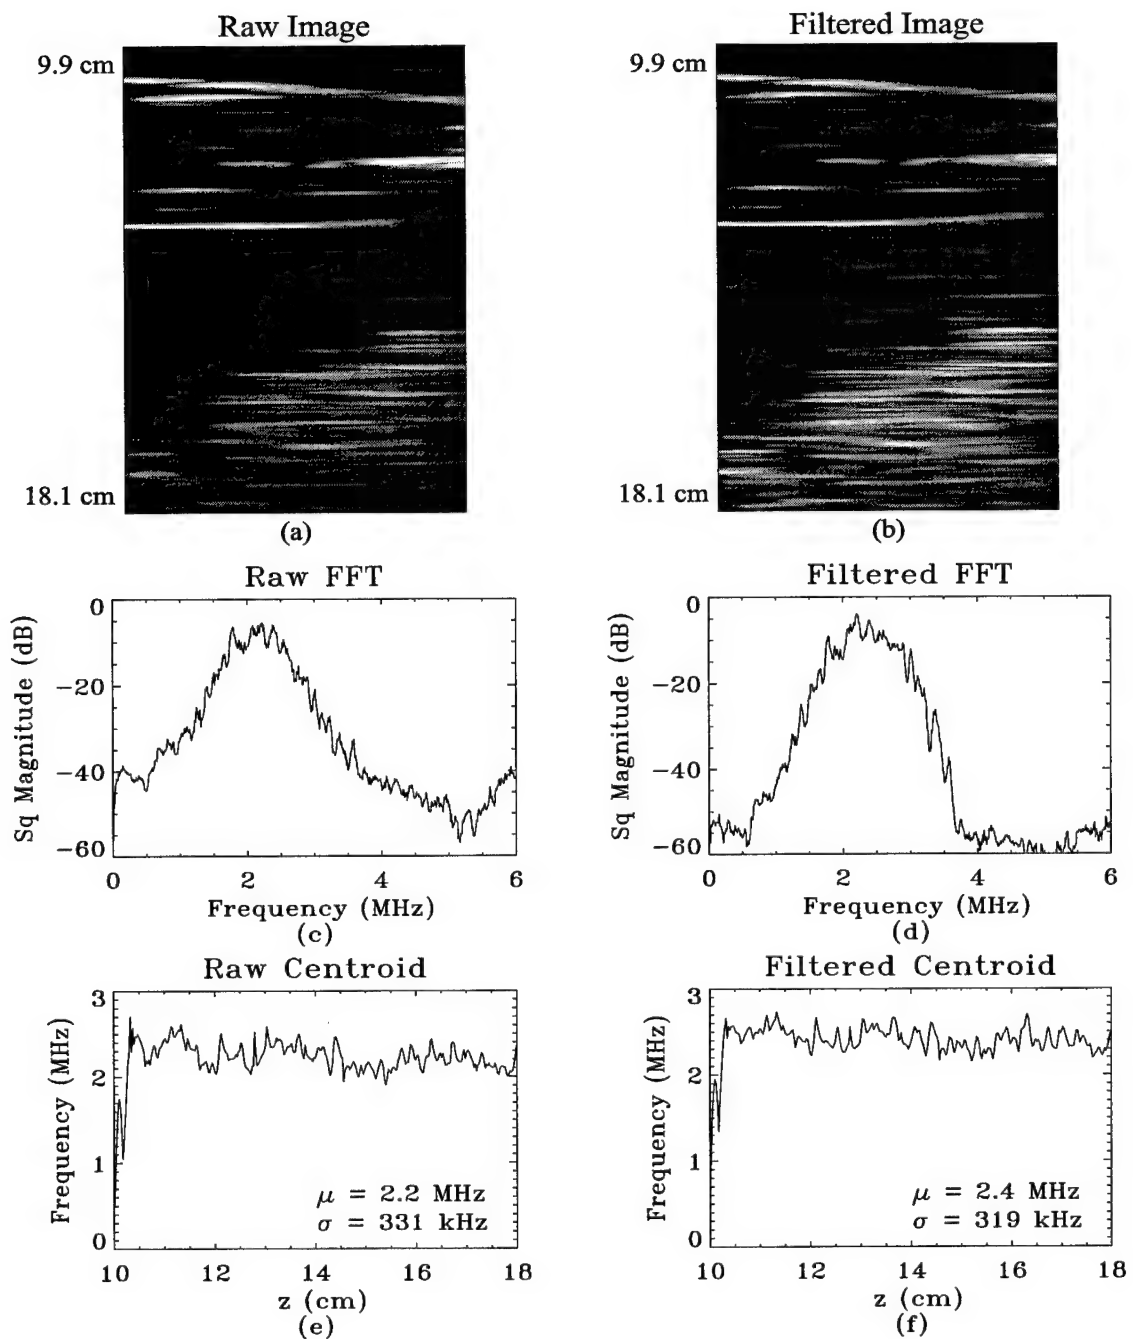 Raw Image
Filtered Image
9.9 cm
9.9 cm
18.1 cm
18.1 cm
(a)
(b)
Raw FFT
Filtered FFT
Sq Magnitude (dB)
0
−20
−40
−60
0 2 4 6
Frequency (MHz)
(c)
Sq Magnitude (dB)
0
−20
−40
−60
0 2 4 6
Frequency (MHz)
(d)
Raw Centroid
Filtered Centroid
Frequency (MHz)
3
2
1
0
μ = 2.2 MHz
σ = 331 kHz
10 12 14 16 18
z (cm)
(e)
Frequency (MHz)
3
2
1
0
μ = 2.4 MHz
σ = 319 kHz
10 12 14 16 18
z (cm)
(f)